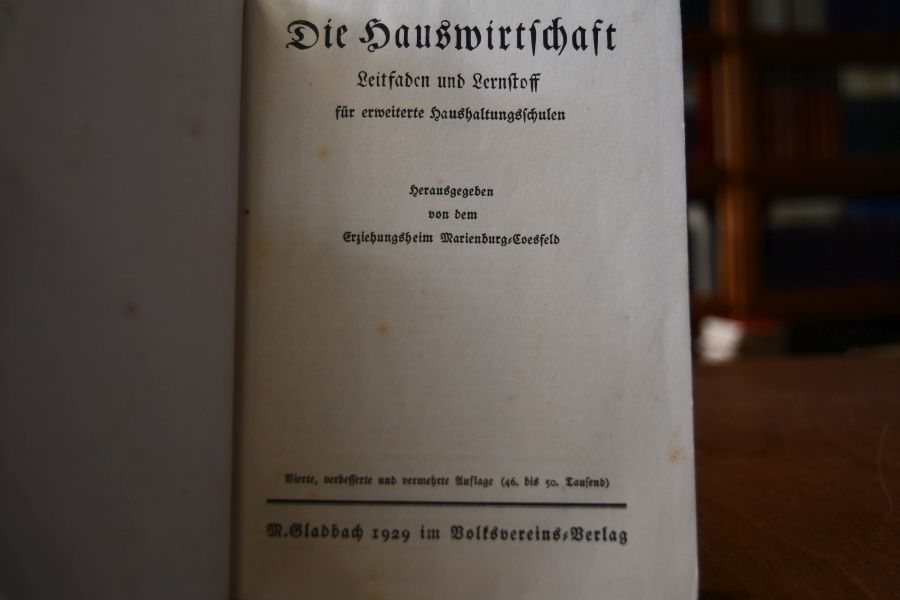 Die Hauswirtſchaft
Leitfaden und Lernſtoff
für erweiterte Haushaltungsſchulen
Herausgegeben
von dem
Erziehungsheim Marienburg-Coesfeld
Vierte, verbeſſerte und vermehrte Auflage (46. bis 50. Tauſend)
M.Gladbach 1929 im Volksvereins-Verlag